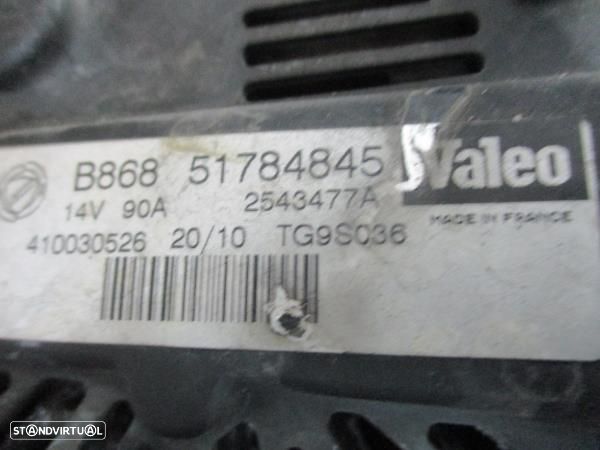 B868 51784845 Valeo
14V 90A 2543477A MADE IN FRANCE
410030526 20/10 TG9S036
STANDVIRTUAL